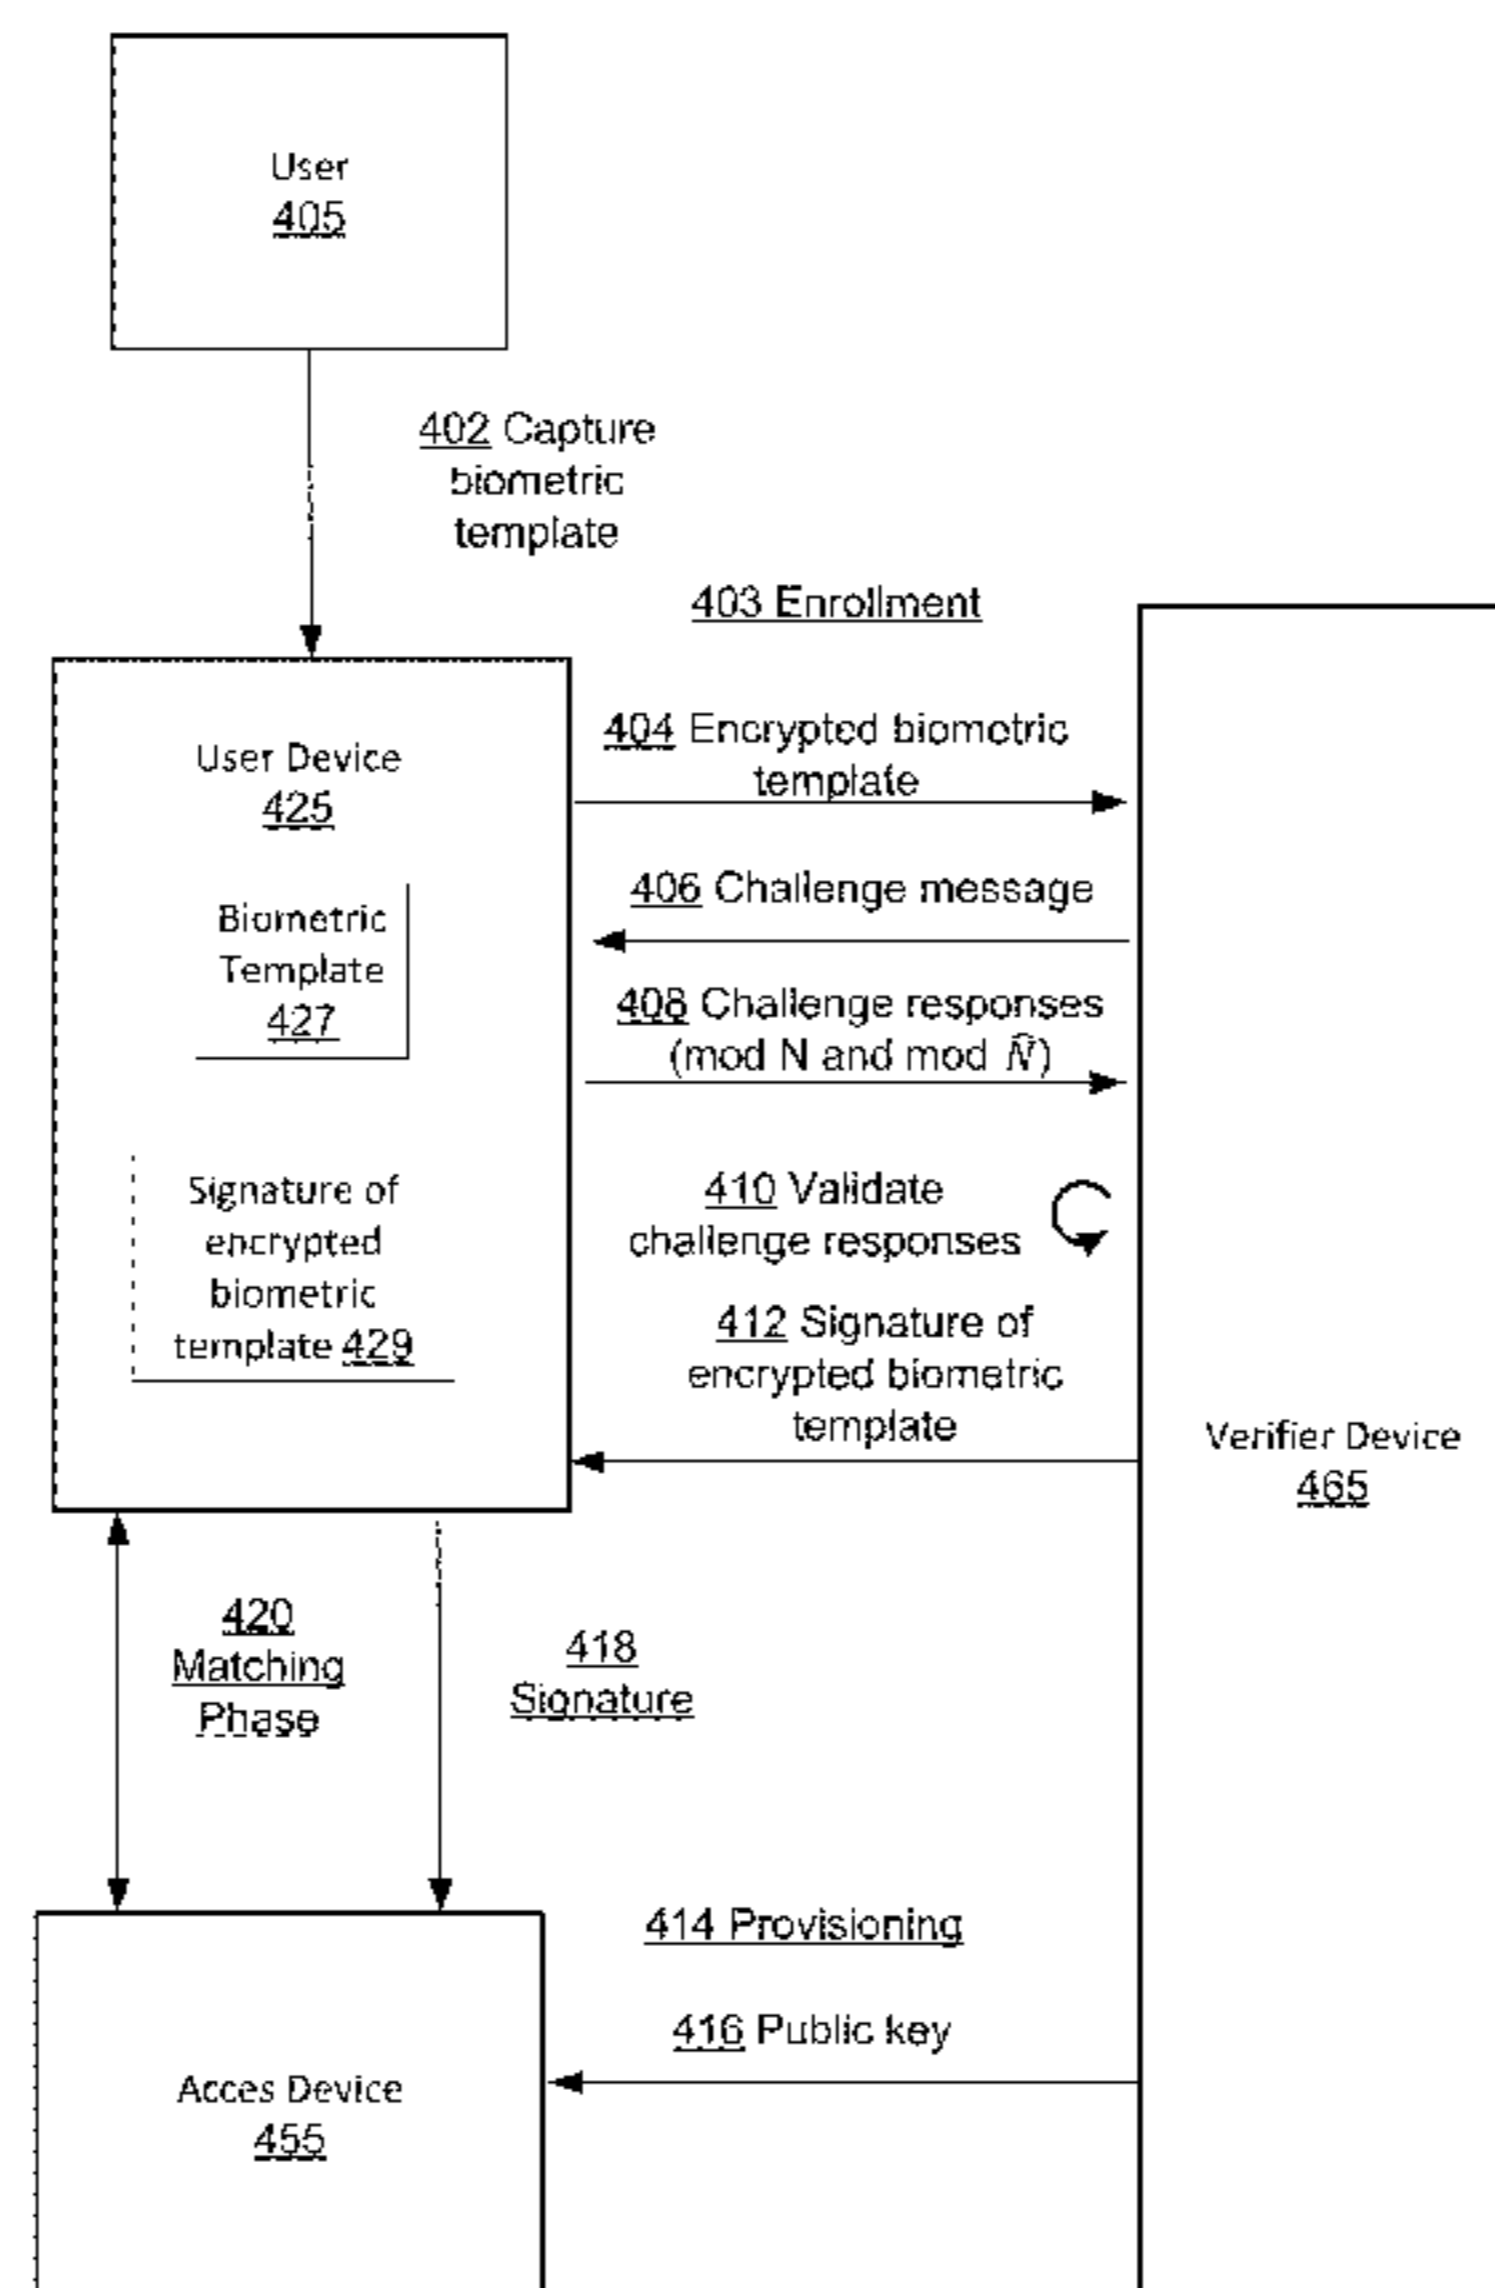 User
405
402 Capture
biometric
template
403 Enrollment
User Device
425
Biometric
Template
427
Signature of
encrypted
biometric
template 429
404 Encrypted biometric
template
406 Challenge message
408 Challenge responses
(mod N and mod N̂)
410 Validate
challenge responses
412 Signature of
encrypted biometric
template
Verifier Device
465
420
Matching
Phase
418
Signature
414 Provisioning
416 Public key
Acces Device
455